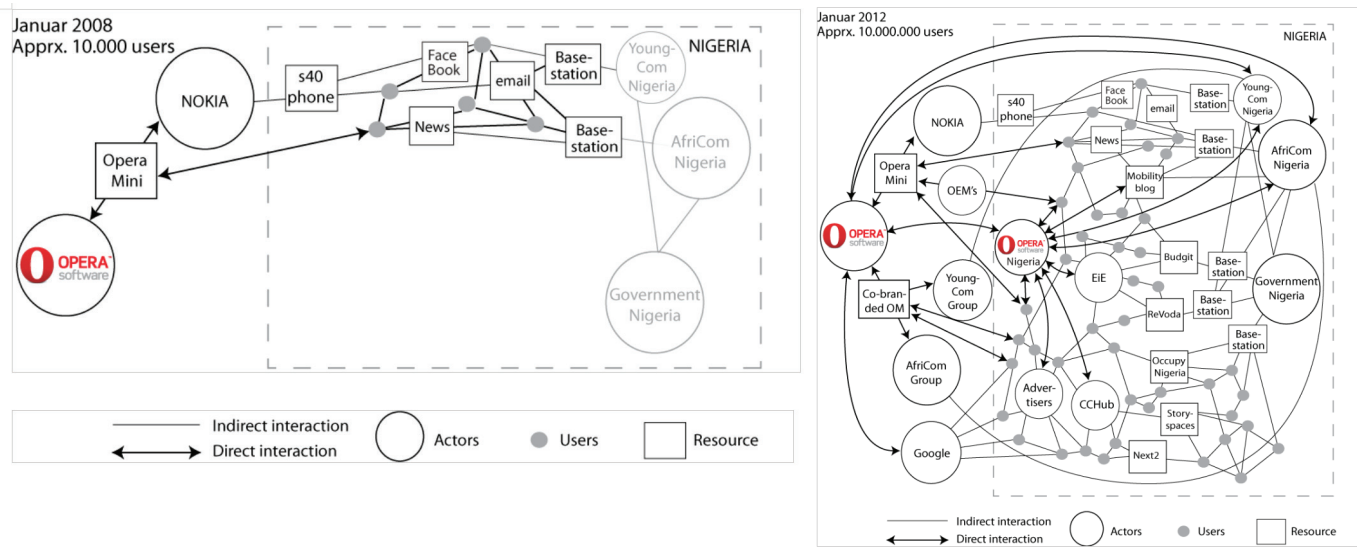 Januar 2008
Apprx. 10.000 users
NIGERIA
NOKIA
s40
phone
Face
Book
email
Base-
station
Young-
Com
Nigeria
News
Base-
station
AfriCom
Nigeria
Opera
Mini
OPERA™
software
Government
Nigeria
Indirect interaction
Direct interaction
Actors
Users
Resource
Januar 2012
Apprx. 10.000.000 users
NIGERIA
NOKIA
s40
phone
Face
Book
email
Base-
station
Young-
Com
Nigeria
News
Base-
station
AfriCom
Nigeria
Opera
Mini
OEM's
Mobility
blog
OPERA™
software
OPERA™
software
Nigeria
EiE
Budgit
Base-
station
Government
Nigeria
Co-bran-
ded OM
Young-
Com
Group
ReVoda
Base-
station
Base-
station
AfriCom
Group
Adver-
tisers
CCHub
Occupy
Nigeria
Story-
spaces
Google
Next2
Indirect interaction
Direct interaction
Actors
Users
Resource